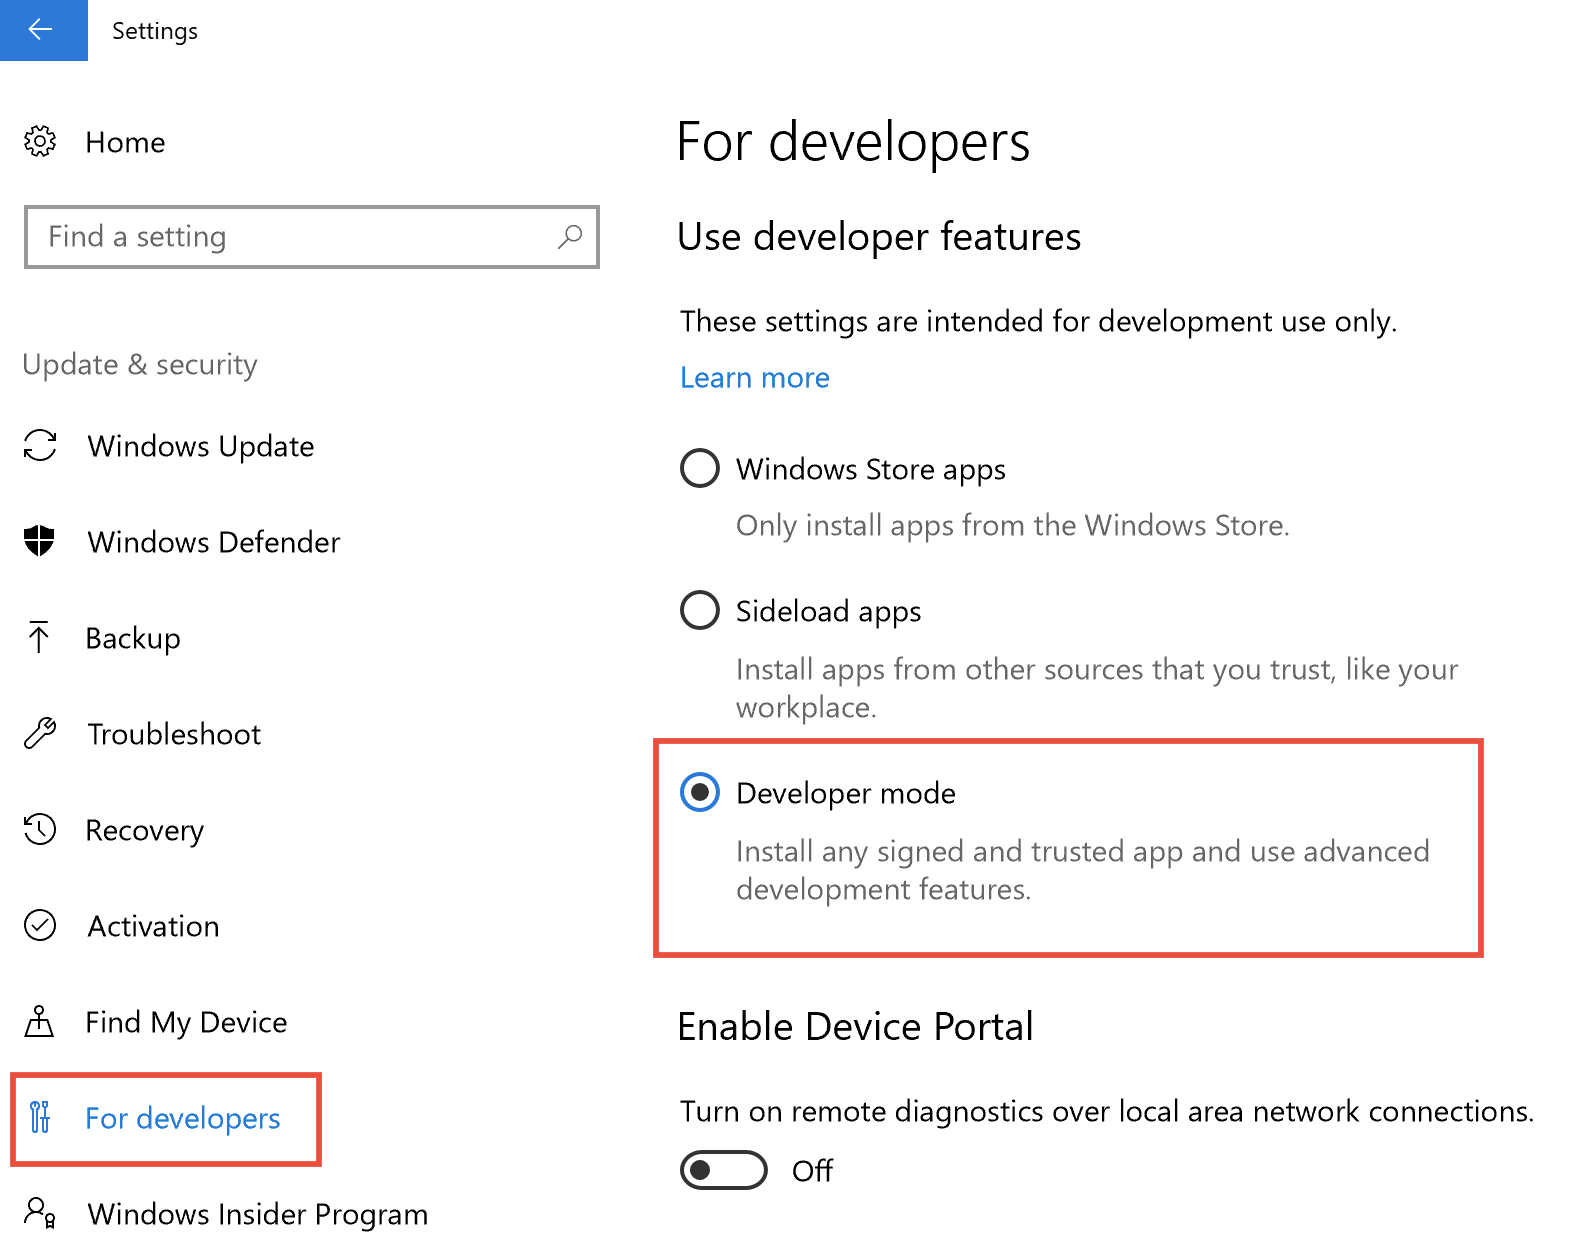 Settings
Home
Find a setting
Update & security
Windows Update
Windows Defender
Backup
Troubleshoot
Recovery
Activation
Find My Device
For developers
Windows Insider Program
For developers
Use developer features
These settings are intended for development use only.
Learn more
Windows Store apps
Only install apps from the Windows Store.
Sideload apps
Install apps from other sources that you trust, like your
workplace.
Developer mode
Install any signed and trusted app and use advanced
development features.
Enable Device Portal
Turn on remote diagnostics over local area network connections.
Off